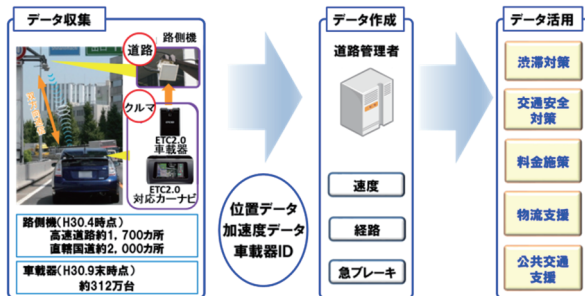 データ収集
路側機
道路
クルマ
ETC2.0
車載器
ETC2.0
対応カーナビ
路側機(H30.4時点)
高速道路約1,700カ所
直轄国道約2,000カ所
車載器(H30.9末時点)
約312万台
位置データ
加速度データ
車載器ID
データ作成
道路管理者
速度
経路
急ブレーキ
データ活用
渋滞対策
交通安全
対策
料金施策
物流支援
公共交通
支援